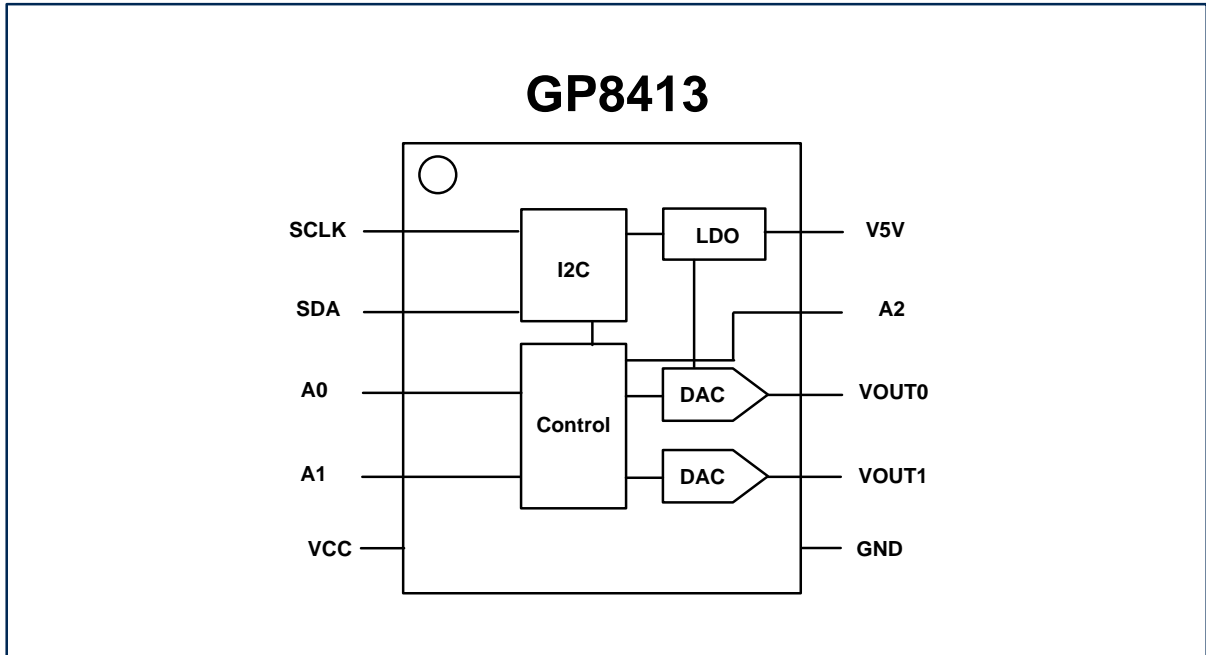 GP8413
SCLK
I2C
LDO
V5V
SDA
A2
A0
Control
DAC
VOUT0
A1
DAC
VOUT1
VCC
GND